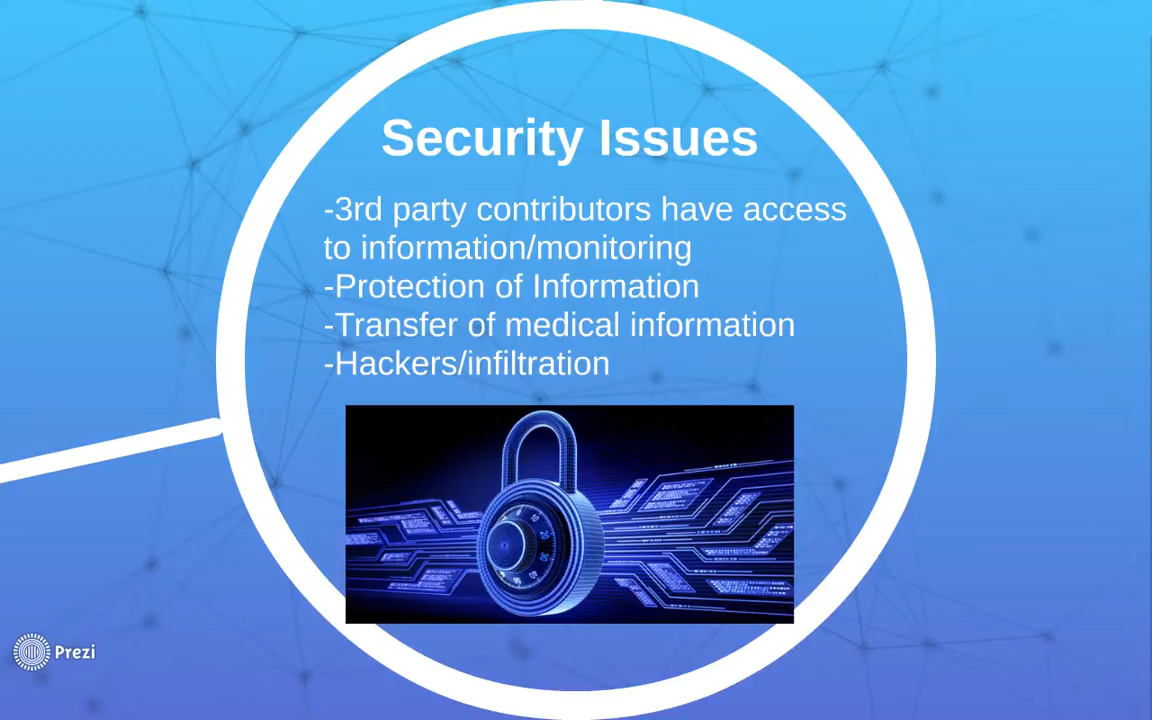 Security Issues
-3rd party contributors have access
to information/monitoring
-Protection of Information
-Transfer of medical information
-Hackers/infiltration
Prezi